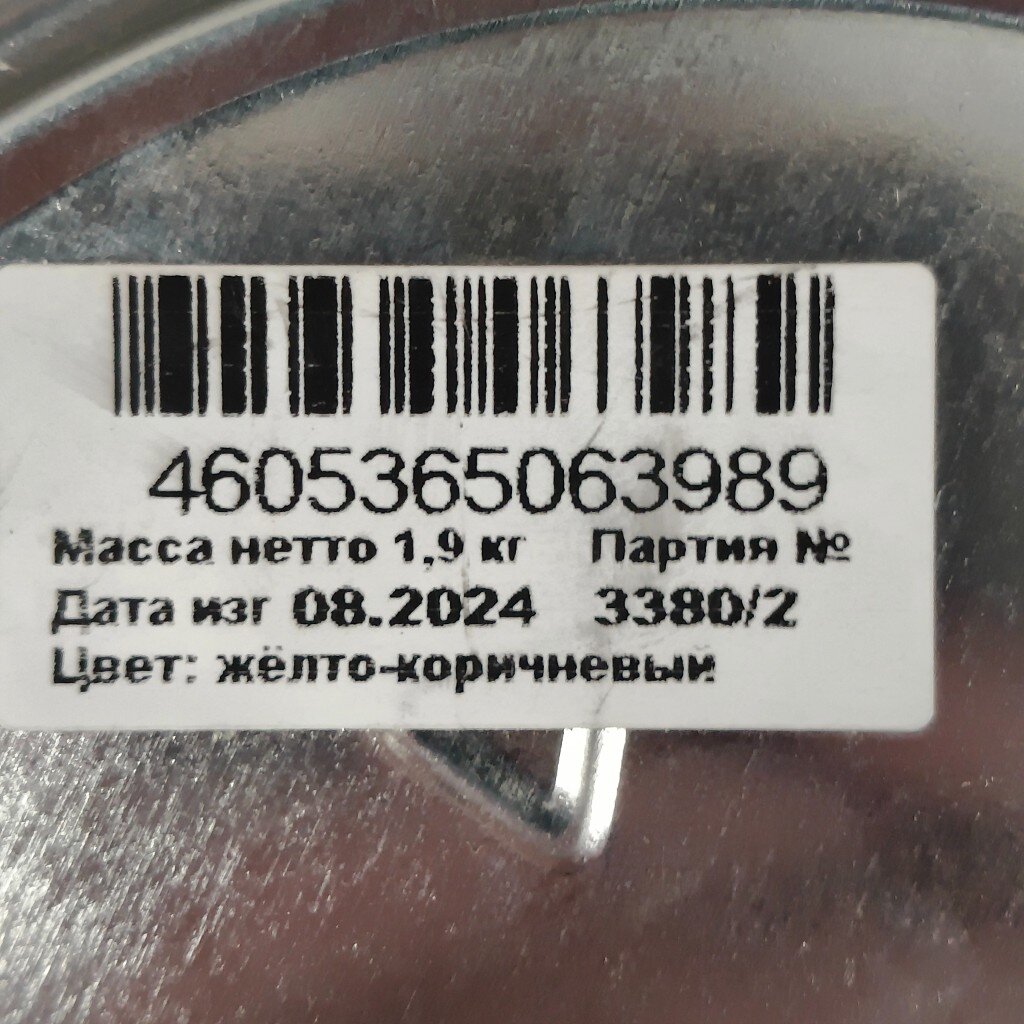 4605365063989
Масса нетто 1,9 кг Партия №
Дата изг 08.2024 3380/2
Цвет: жёлто-коричневый